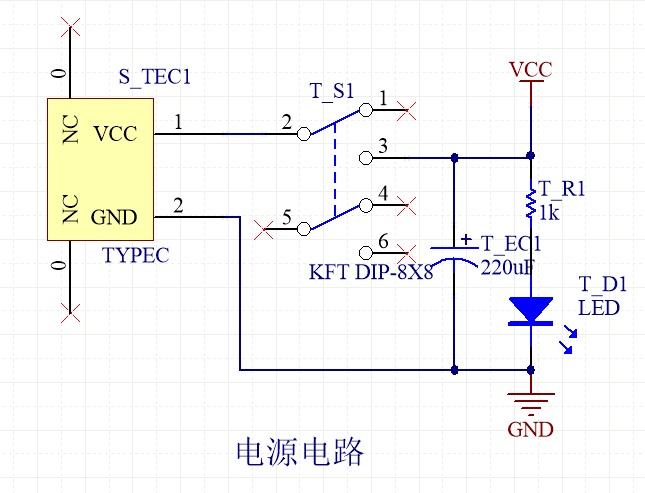 0
S_TEC1
NC
VCC
1
NC
GND
2
TYPEC
0
T_S1
1
2
3
4
5
6
KFT DIP-8X8
VCC
T_R1
1k
T_EC1
220uF
T_D1
LED
GND
电源电路